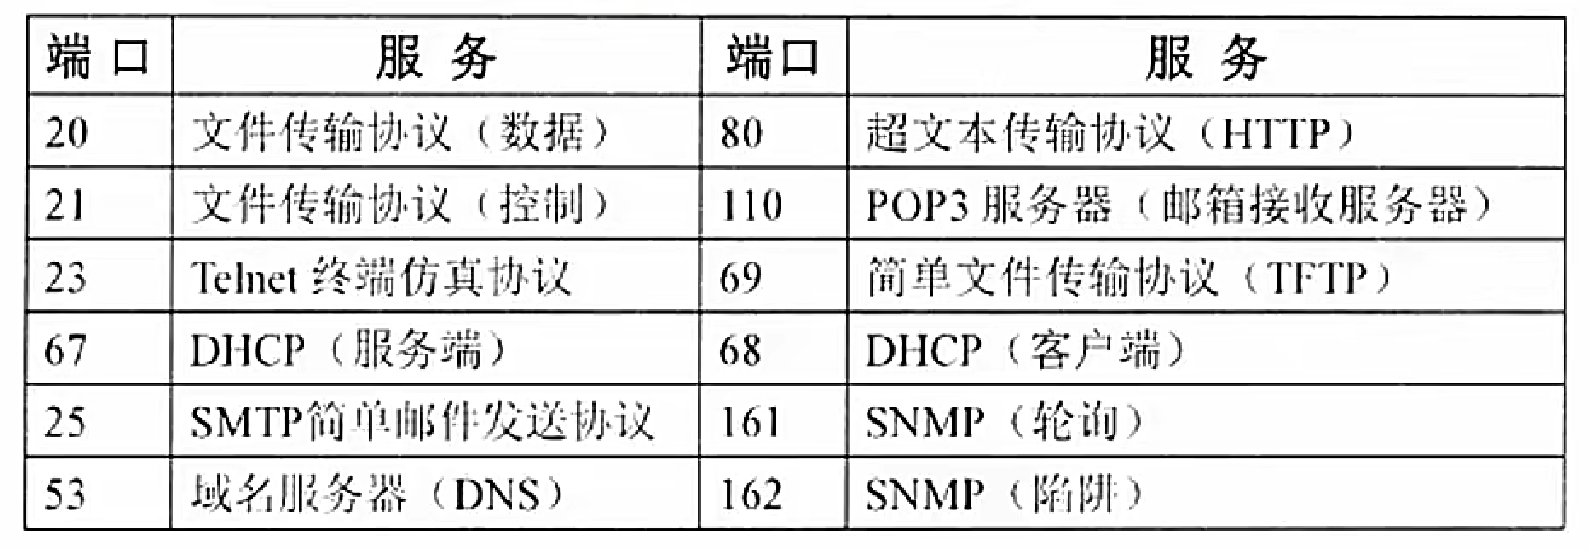 端口 服务 端口 服务
20 文件传输协议（数据） 80 超文本传输协议（HTTP）
21 文件传输协议（控制） 110 POP3服务器（邮箱接收服务器）
23 Telnet 终端仿真协议 69 简单文件传输协议（TFTP）
67 DHCP（服务端） 68 DHCP（客户端）
25 SMTP简单邮件发送协议 161 SNMP（轮询）
53 域名服务器（DNS） 162 SNMP（陷阱）